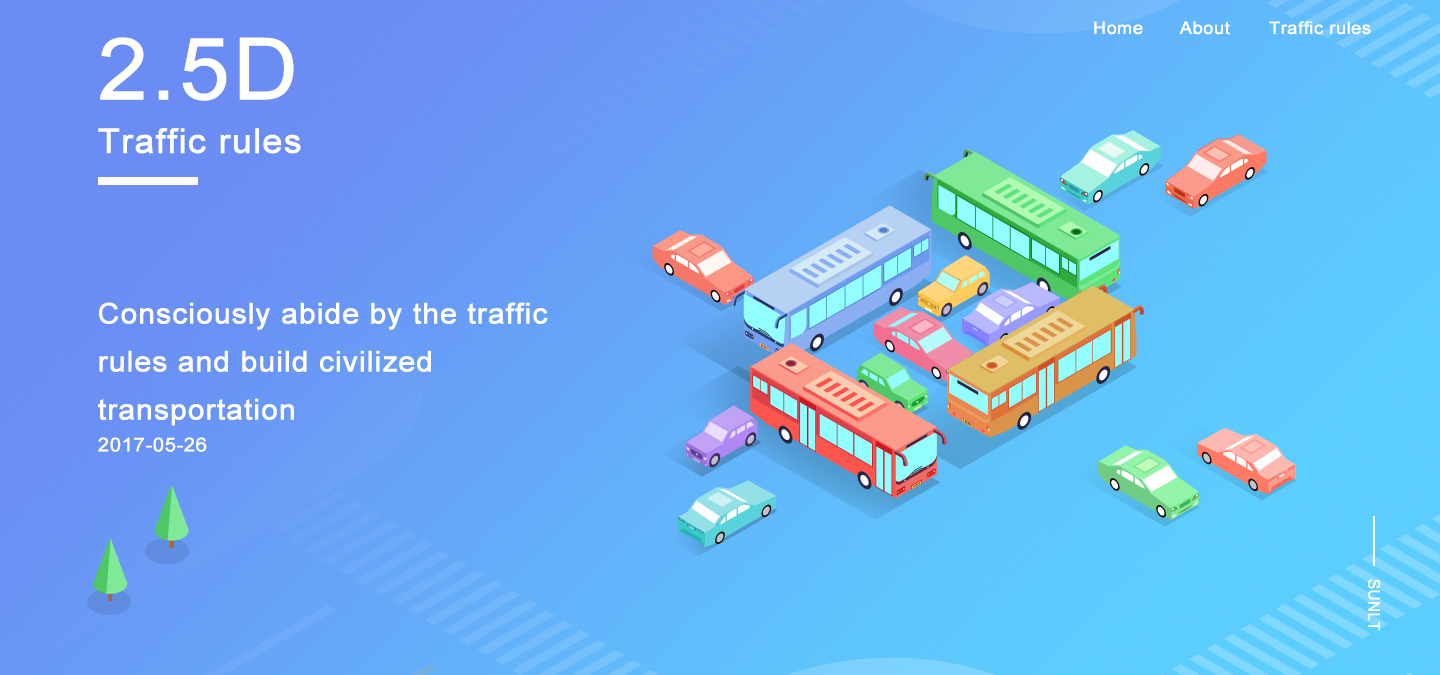 Home About Traffic rules
2.5D
Traffic rules
Consciously abide by the traffic
rules and build civilized
transportation
2017-05-26
SUNLT